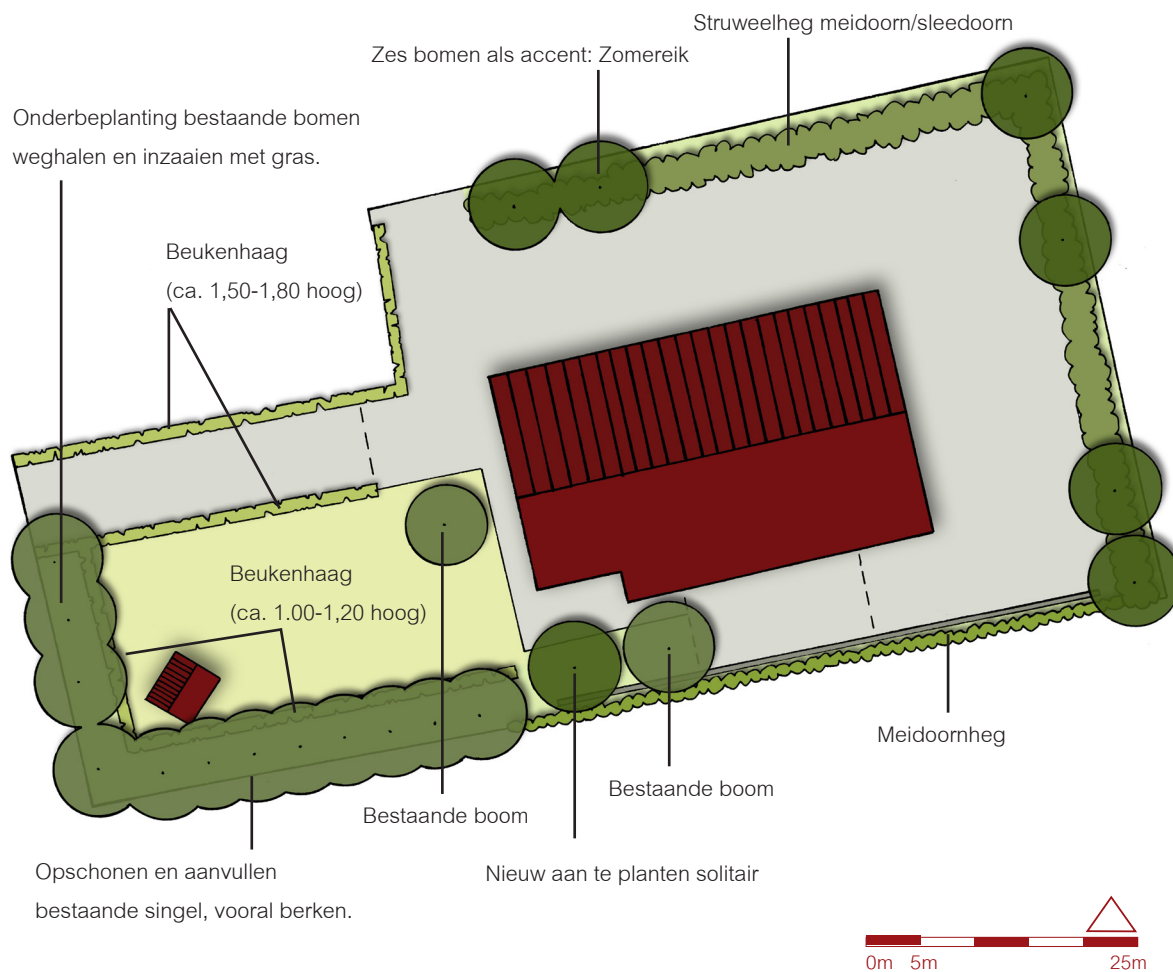 Struweelheg meidoorn/sleedoorn
Zes bomen als accent: Zomereik
Onderbeplanting bestaande bomen
weghalen en inzaaien met gras.
Beukenhaag
(ca. 1,50-1,80 hoog)
Beukenhaag
(ca. 1.00-1,20 hoog)
Meidoornheg
Bestaande boom
Bestaande boom
Nieuw aan te planten solitair
Opschonen en aanvullen
bestaande singel, vooral berken.
0m 5m 25m